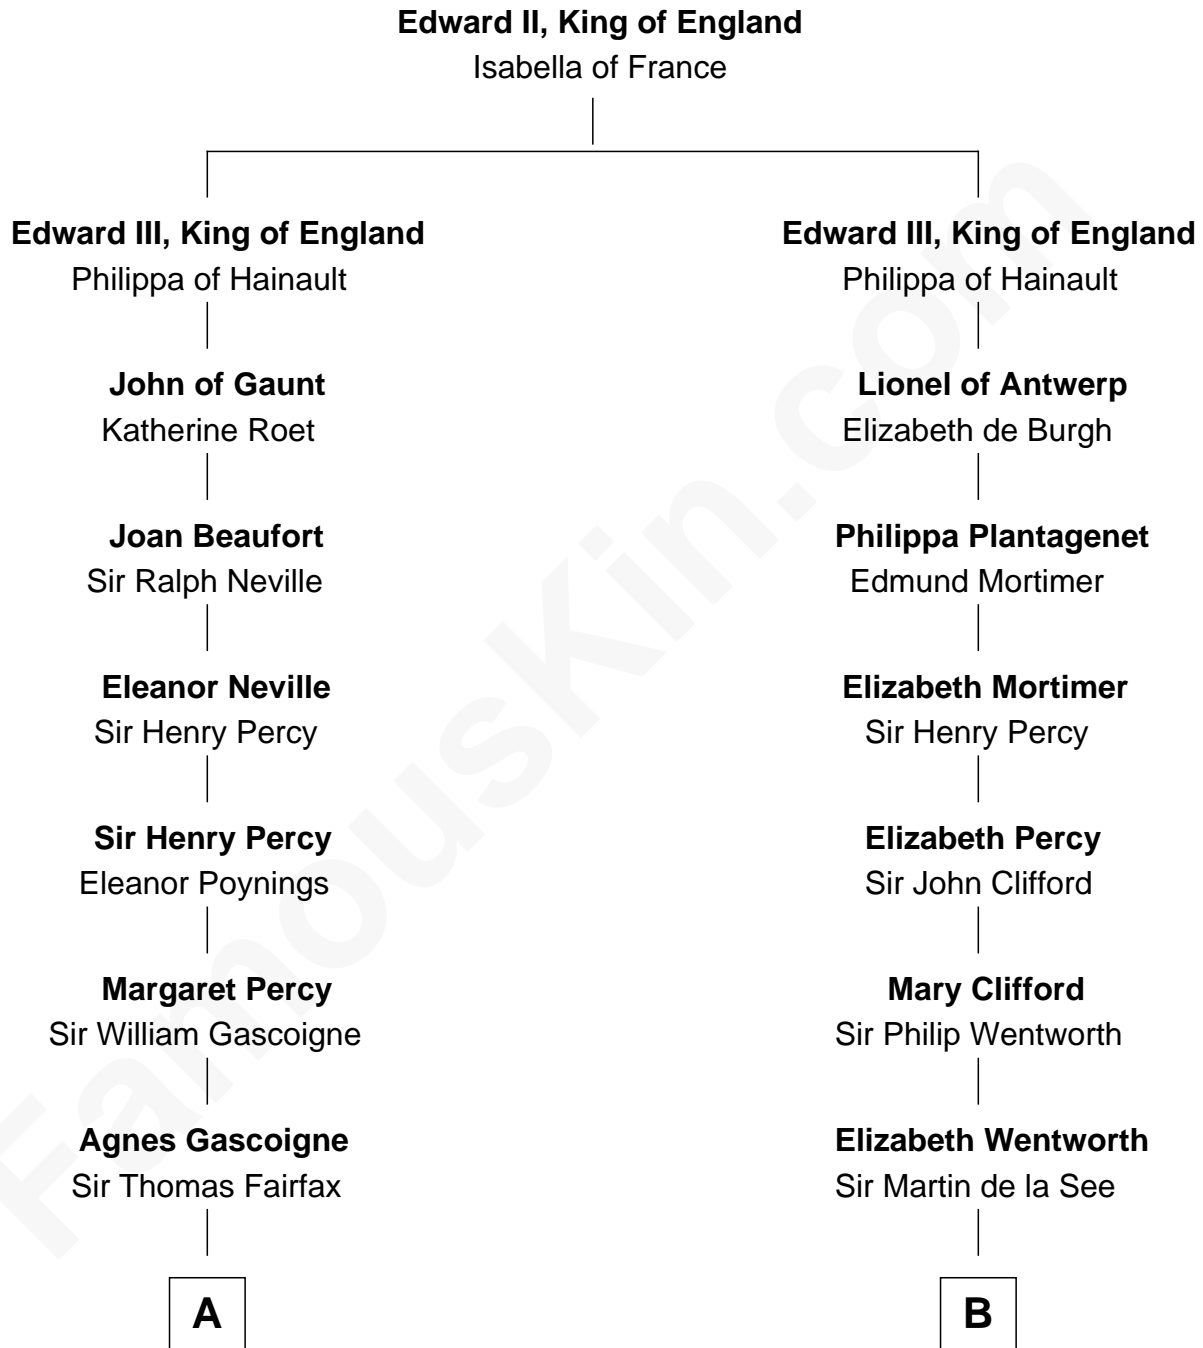 Edward II, King of England
Isabella of France
Edward III, King of England
Philippa of Hainault
John of Gaunt
Katherine Roet
Joan Beaufort
Sir Ralph Neville
Eleanor Neville
Sir Henry Percy
Sir Henry Percy
Eleanor Poynings
Margaret Percy
Sir William Gascoigne
Agnes Gascoigne
Sir Thomas Fairfax
A
Edward III, King of England
Philippa of Hainault
Lionel of Antwerp
Elizabeth de Burgh
Philippa Plantagenet
Edmund Mortimer
Elizabeth Mortimer
Sir Henry Percy
Elizabeth Percy
Sir John Clifford
Mary Clifford
Sir Philip Wentworth
Elizabeth Wentworth
Sir Martin de la See
B
FamousKin.com